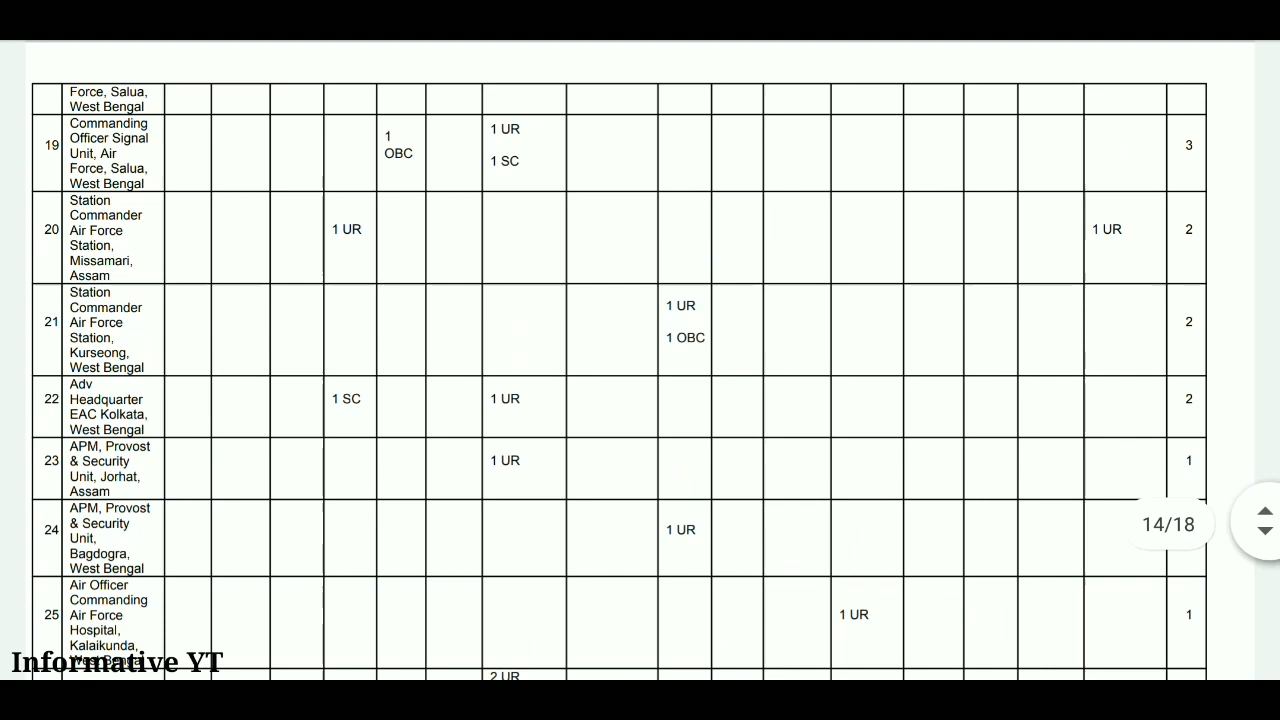 Force, Salua,
West Bengal
19
Commanding
Officer Signal
Unit, Air
Force, Salua,
West Bengal
1
OBC
1 UR
1 SC
3
20
Station
Commander
Air Force
Station,
Missamari,
Assam
1 UR
1 UR
2
21
Station
Commander
Air Force
Station,
Kurseong,
West Bengal
1 UR
1 OBC
2
22
Adv
Headquarter
EAC Kolkata,
West Bengal
1 SC
1 UR
2
23
APM, Provost
& Security
Unit, Jorhat,
Assam
1 UR
1
24
APM, Provost
& Security
Unit,
Bagdogra,
West Bengal
1 UR
14/18
25
Air Officer
Commanding
Air Force
Hospital,
Kalaikunda,
West Bengal
1 UR
1
2 UR
Informative YT